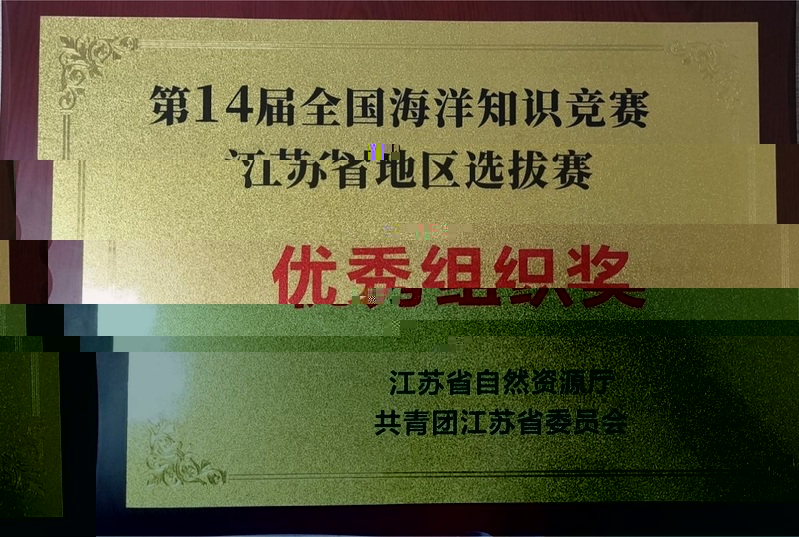 第14届全国海洋知识竞赛
江苏省地区选拔赛
优秀组织奖
江苏省自然资源厅
共青团江苏省委员会